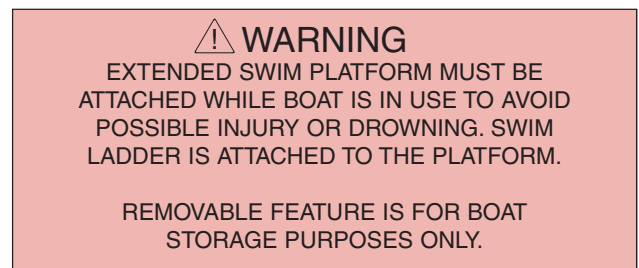 ⚠ WARNING
EXTENDED SWIM PLATFORM MUST BE
ATTACHED WHILE BOAT IS IN USE TO AVOID
POSSIBLE INJURY OR DROWNING. SWIM
LADDER IS ATTACHED TO THE PLATFORM.
REMOVABLE FEATURE IS FOR BOAT
STORAGE PURPOSES ONLY.